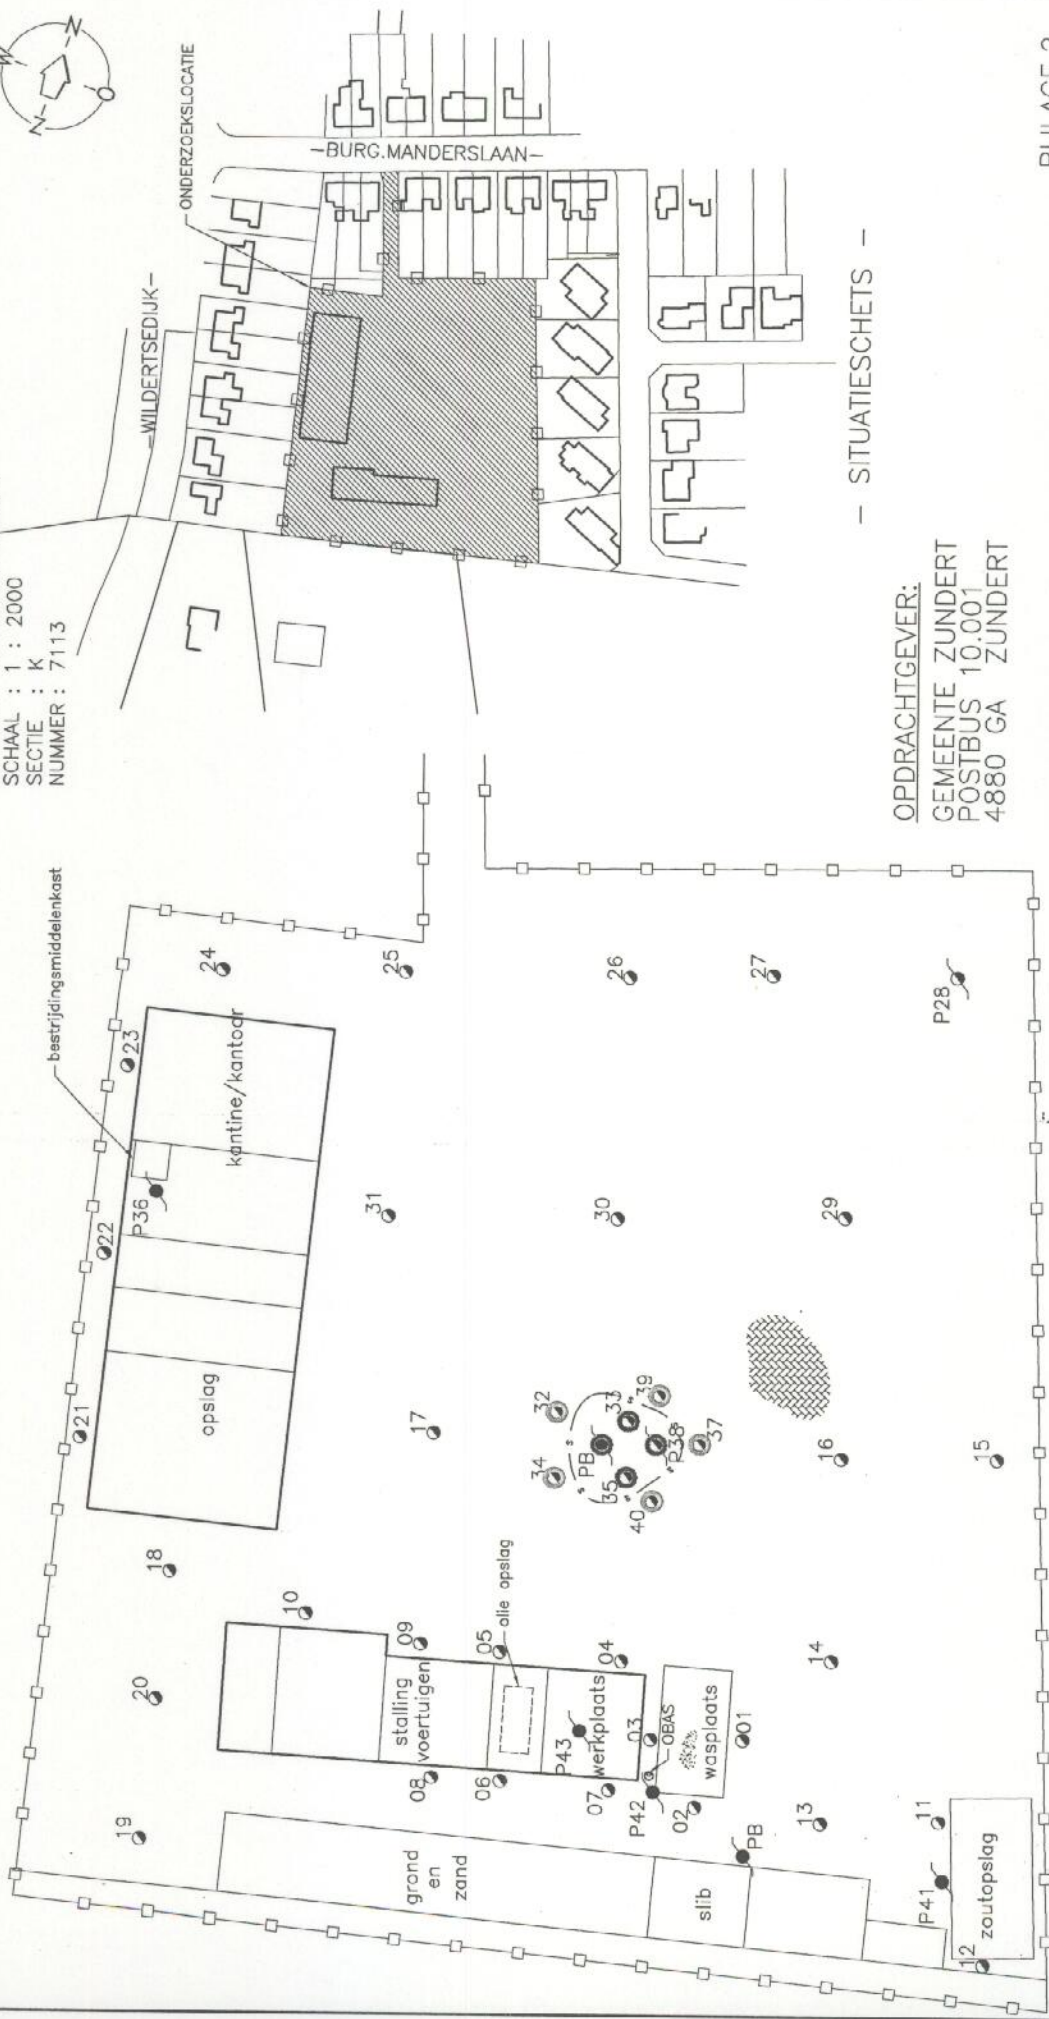 SCHAAL : 1 : 2000
SECTIE : K
NUMMER : 7113
N
Z
W
O
ONDERZOEKSLOCATIE
-WILDERTSEDIJK-
-BURG.MANDERSLAAN-
- SITUATIESCHETS -
OPDRACHTGEVER:
GEMEENTE ZUNDERT
POSTBUS 10.001
4880 GA ZUNDERT
bestrijdingsmiddelenkast
kantine/kantoor
opslag
stalling
voertuigen
olie opslag
werkplaats
OBAS
wasplaats
grond
en
zand
slib
zoutopslag
19
20
18
21
22
23
24
25
26
27
P28
P36
31
30
29
17
16
15
14
13
11
12
10
09
05
04
03
01
08
06
07
02
P43
P42
PB
P41
34
32
PB
33
35
P38
39
37
40